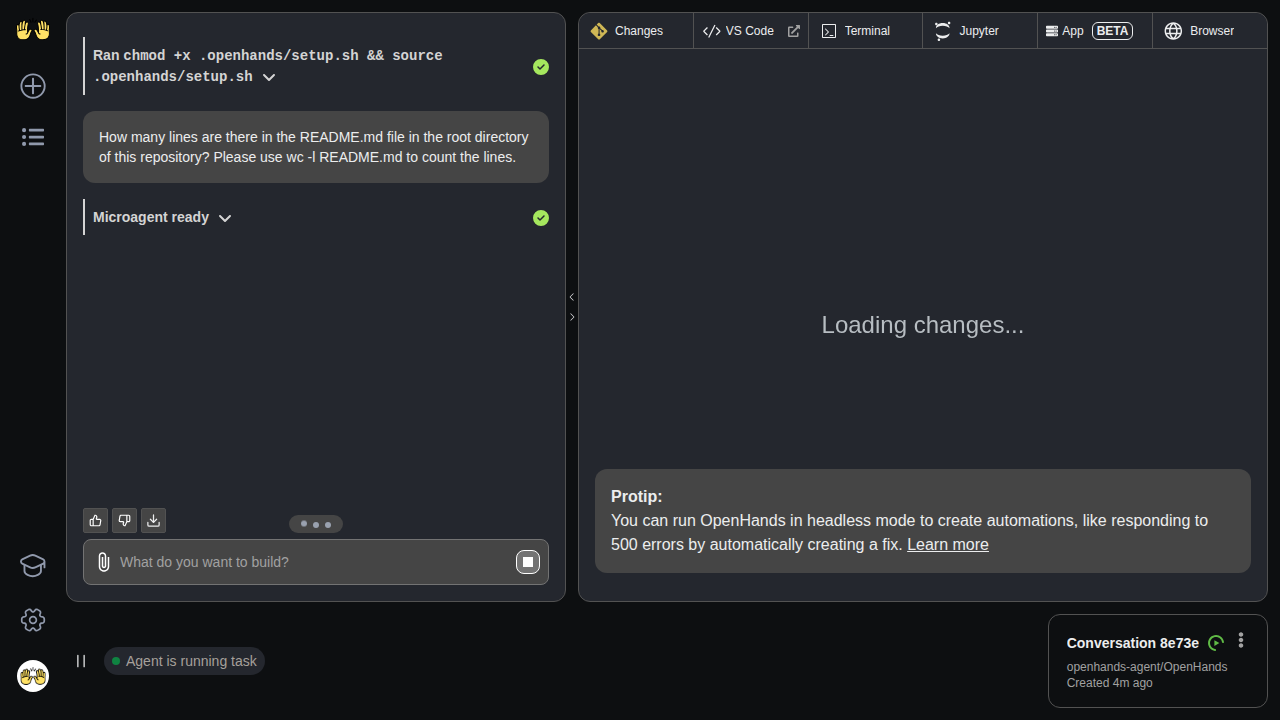 Ran chmod +x .openhands/setup.sh && source
.openhands/setup.sh
How many lines are there in the README.md file in the root directory
of this repository? Please use wc -l README.md to count the lines.
Microagent ready
What do you want to build?
Agent is running task
Changes
VS Code
Terminal
Jupyter
App BETA
Browser
Loading changes...
Protip:
You can run OpenHands in headless mode to create automations, like responding to
500 errors by automatically creating a fix. Learn more
Conversation 8e73e
openhands-agent/OpenHands
Created 4m ago